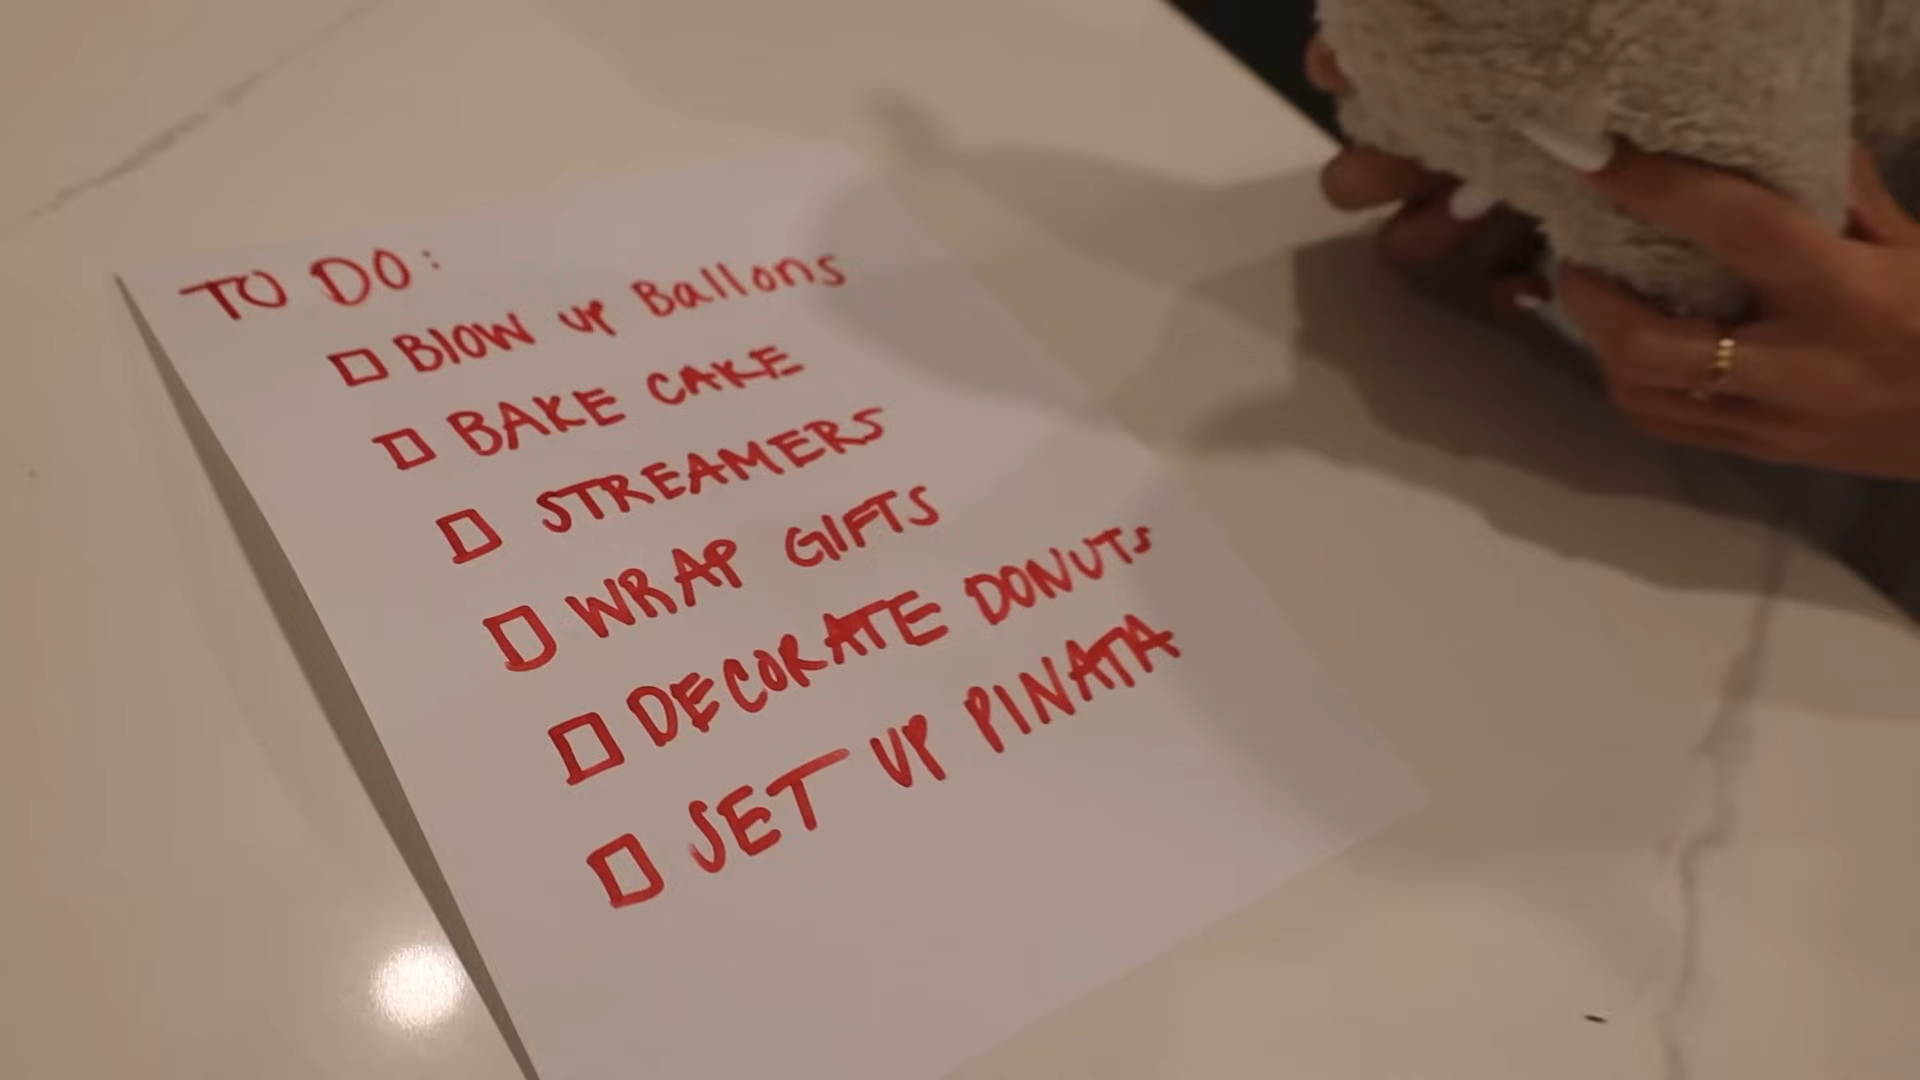 TO DO:
BlOW UP Ballons
BAKE CAKE
STREAMERS
WRAP GIFTS
DECORATE DONUTS
SET UP PINATA